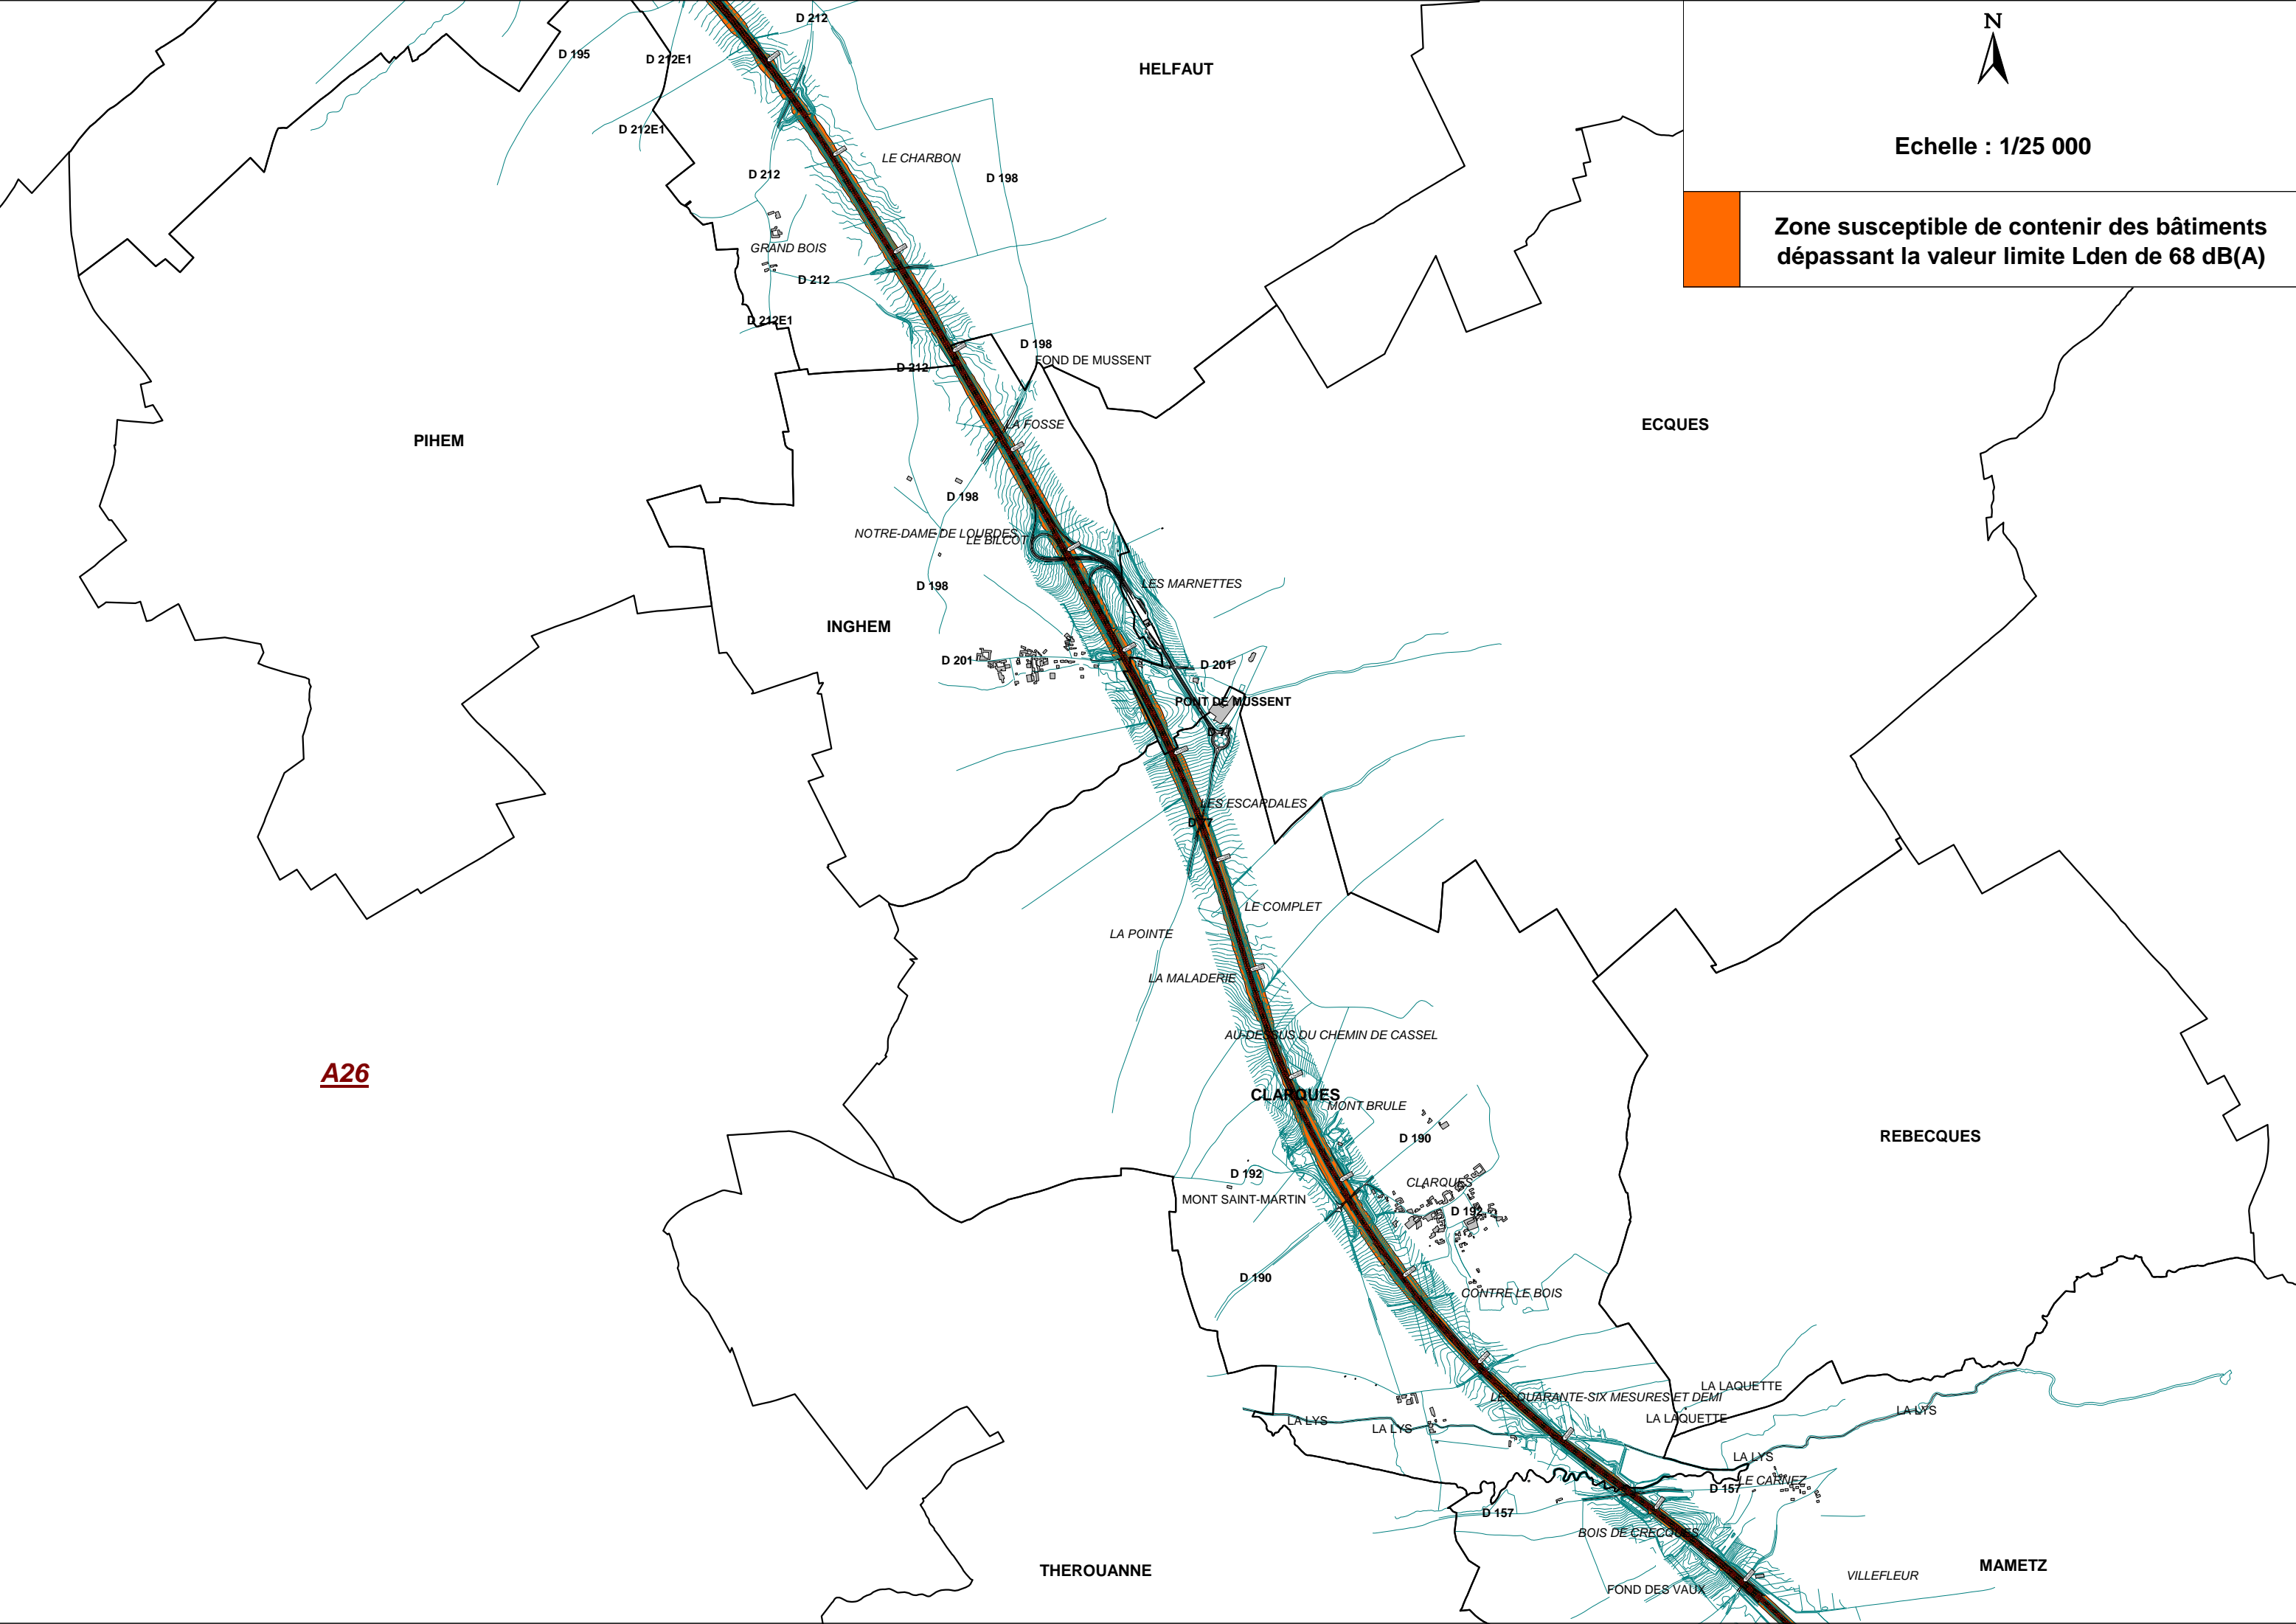 D 212
N
D 195
D 212E1
HELFAUT
D 212E1
Echelle : 1/25 000
LE CHARBON
D 212
D 198
Zone susceptible de contenir des bâtiments
dépassant la valeur limite Lden de 68 dB(A)
GRAND BOIS
D 212
D 212E1
D 198
FOND DE MUSSENT
D 212
LA FOSSE
ECQUES
PIHEM
D 198
NOTRE-DAME DE LOURDES
LE BILCOT
LES MARNETTES
D 198
INGHEM
D 201
D 201
PONT DE MUSSENT
D 77
LES ESCARDALES
D 77
LE COMPLET
LA POINTE
LA MALADERIE
AU-DESSUS DU CHEMIN DE CASSEL
A26
CLARQUES
MONT BRULE
D 190
REBECQUES
D 192
CLARQUES
MONT SAINT-MARTIN
D 192
D 190
CONTRE LE BOIS
LA LAQUETTE
LES QUARANTE-SIX MESURES ET DEMI
LA LYS
LA LAQUETTE
LA LYS
LA LYS
LA LYS
LE CARNEZ
D 157
D 157
BOIS DE CRECQUES
THEROUANNE
MAMETZ
VILLEFLEUR
FOND DES VAUX